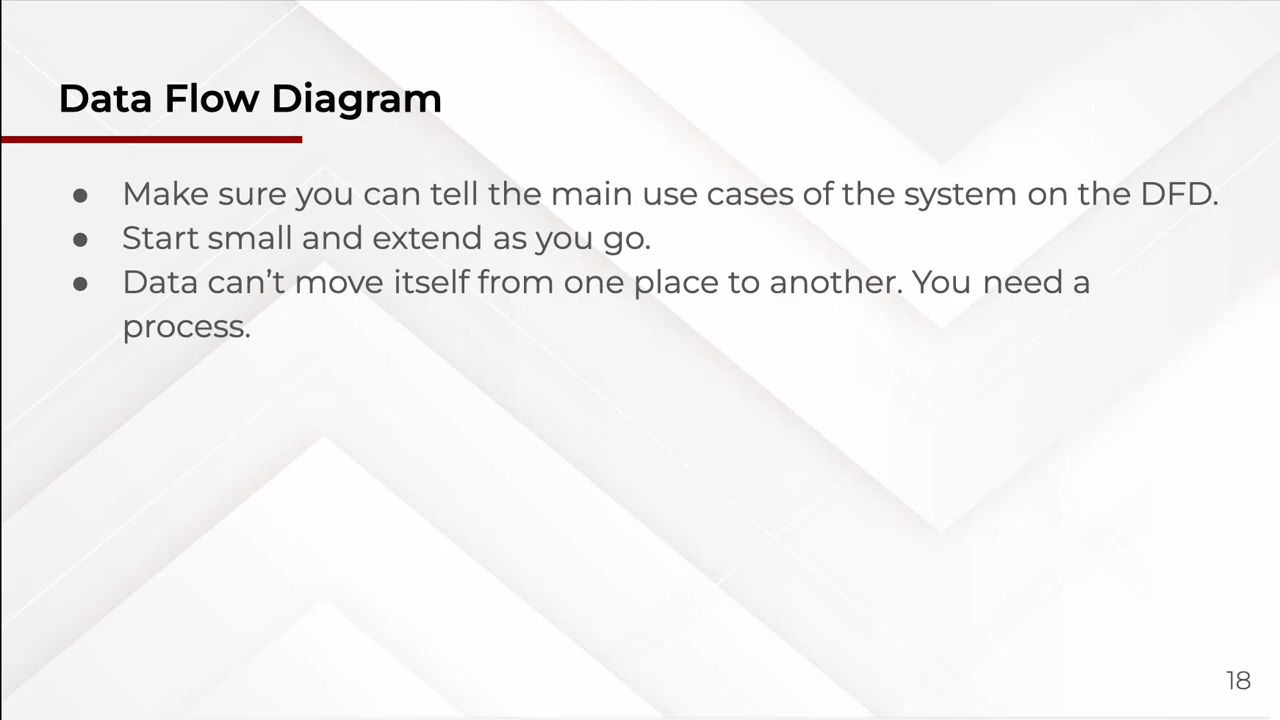 Data Flow Diagram
● Make sure you can tell the main use cases of the system on the DFD.
● Start small and extend as you go.
● Data can’t move itself from one place to another. You need a
process.
18